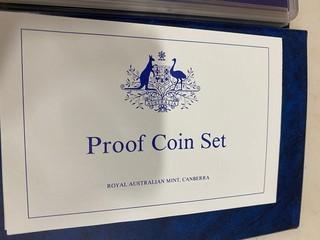 Proof Coin Set
ROYAL AUSTRALIAN MINT, CANBERRA